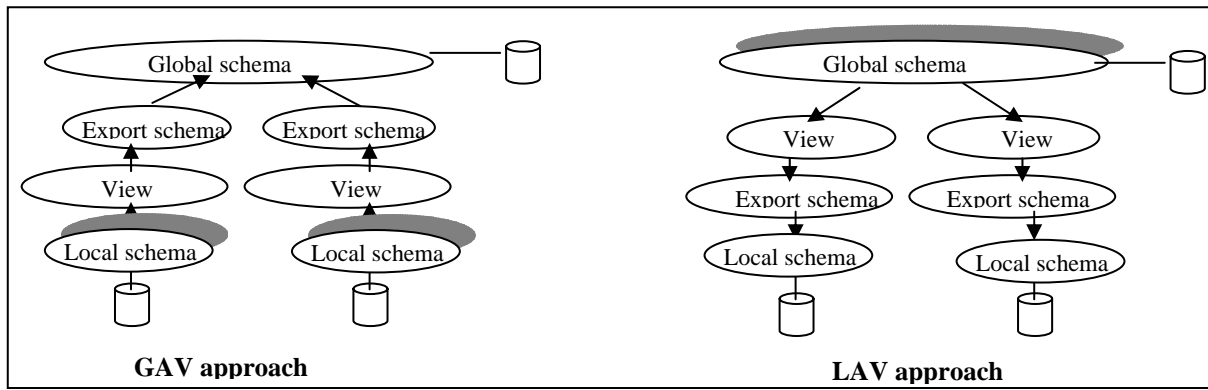 Global schema
Export schema
Export schema
View
View
Local schema
Local schema
GAV approach
Global schema
View
View
Export schema
Export schema
Local schema
Local schema
LAV approach